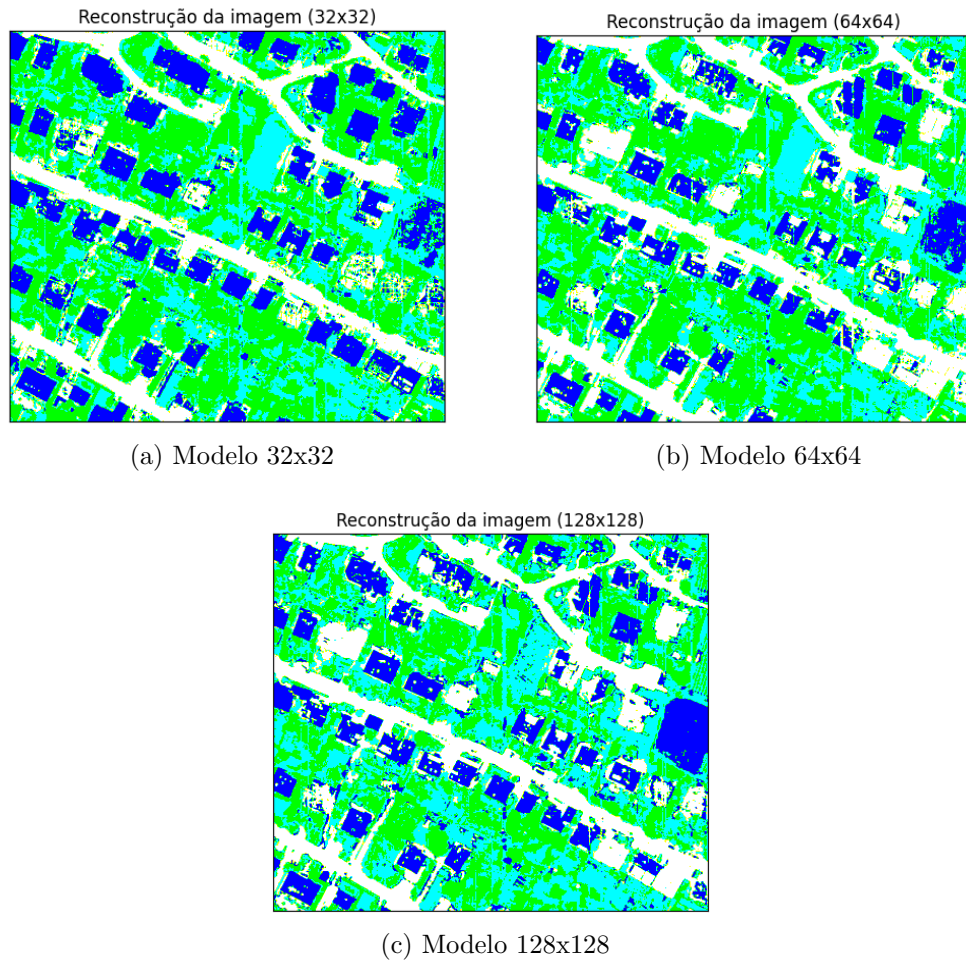 Reconstrução da imagem (32x32)
Reconstrução da imagem (64x64)
(a) Modelo 32x32
(b) Modelo 64x64
Reconstrução da imagem (128x128)
(c) Modelo 128x128